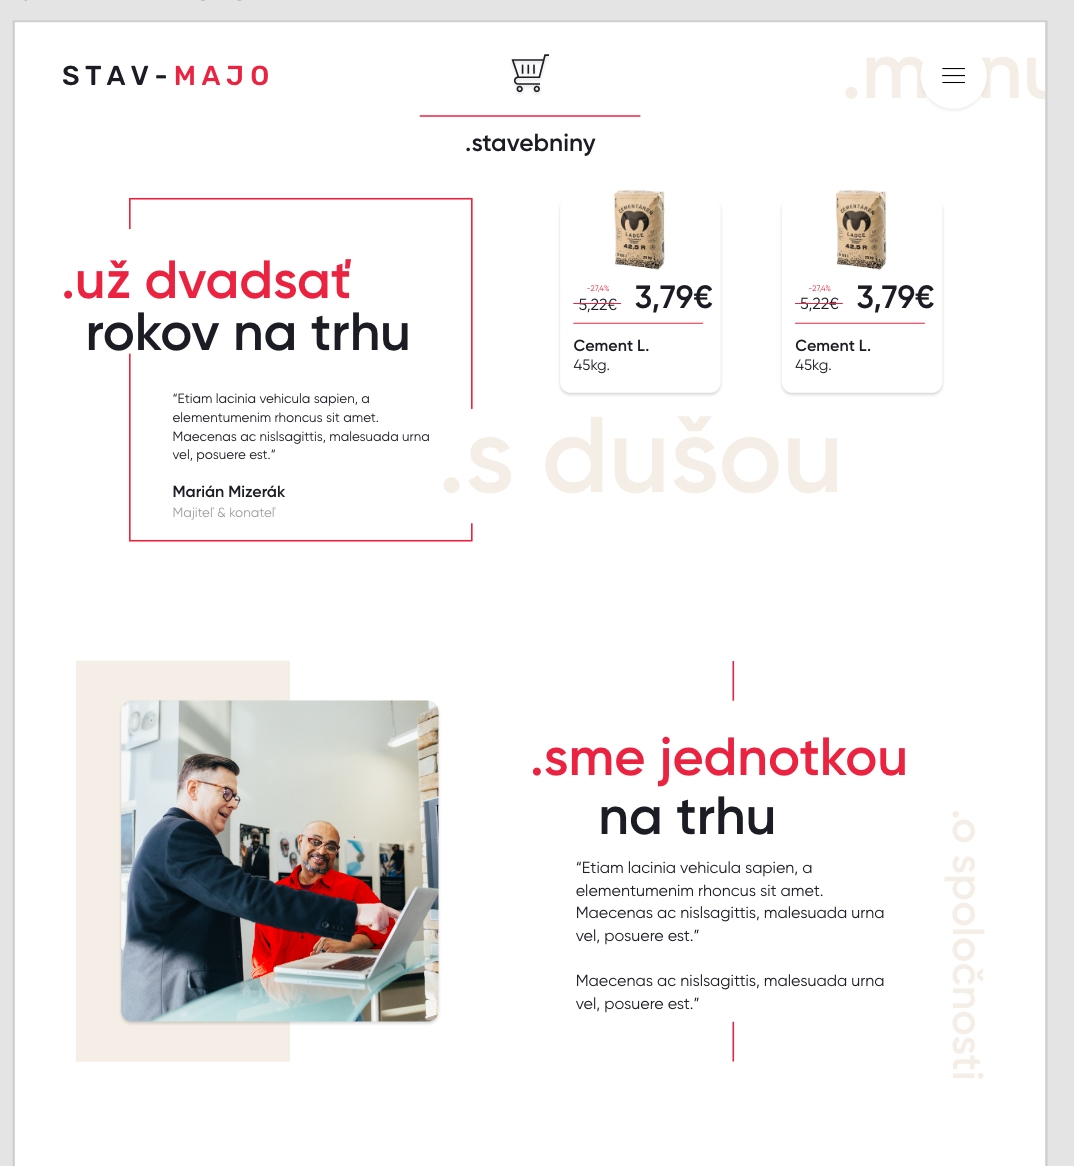 STAV-MAJO
.menu
.stavebniny
.už dvadsať
rokov na trhu
“Etiam lacinia vehicula sapien, a
elementumenim rhoncus sit amet.
Maecenas ac nislsagittis, malesuada urna
vel, posuere est.”
Marián Mizerák
Majiteľ & konateľ
CEMENTÁREŇ
LADCE
42.5 R
-27,4%
5,22€ 3,79€
Cement L.
45kg.
CEMENTÁREŇ
LADCE
42.5 R
-27,4%
5,22€ 3,79€
Cement L.
45kg.
.s dušou
.sme jednotkou
na trhu
“Etiam lacinia vehicula sapien, a
elementumenim rhoncus sit amet.
Maecenas ac nislsagittis, malesuada urna
vel, posuere est.”
Maecenas ac nislsagittis, malesuada urna
vel, posuere est.”
.o spoločnosti